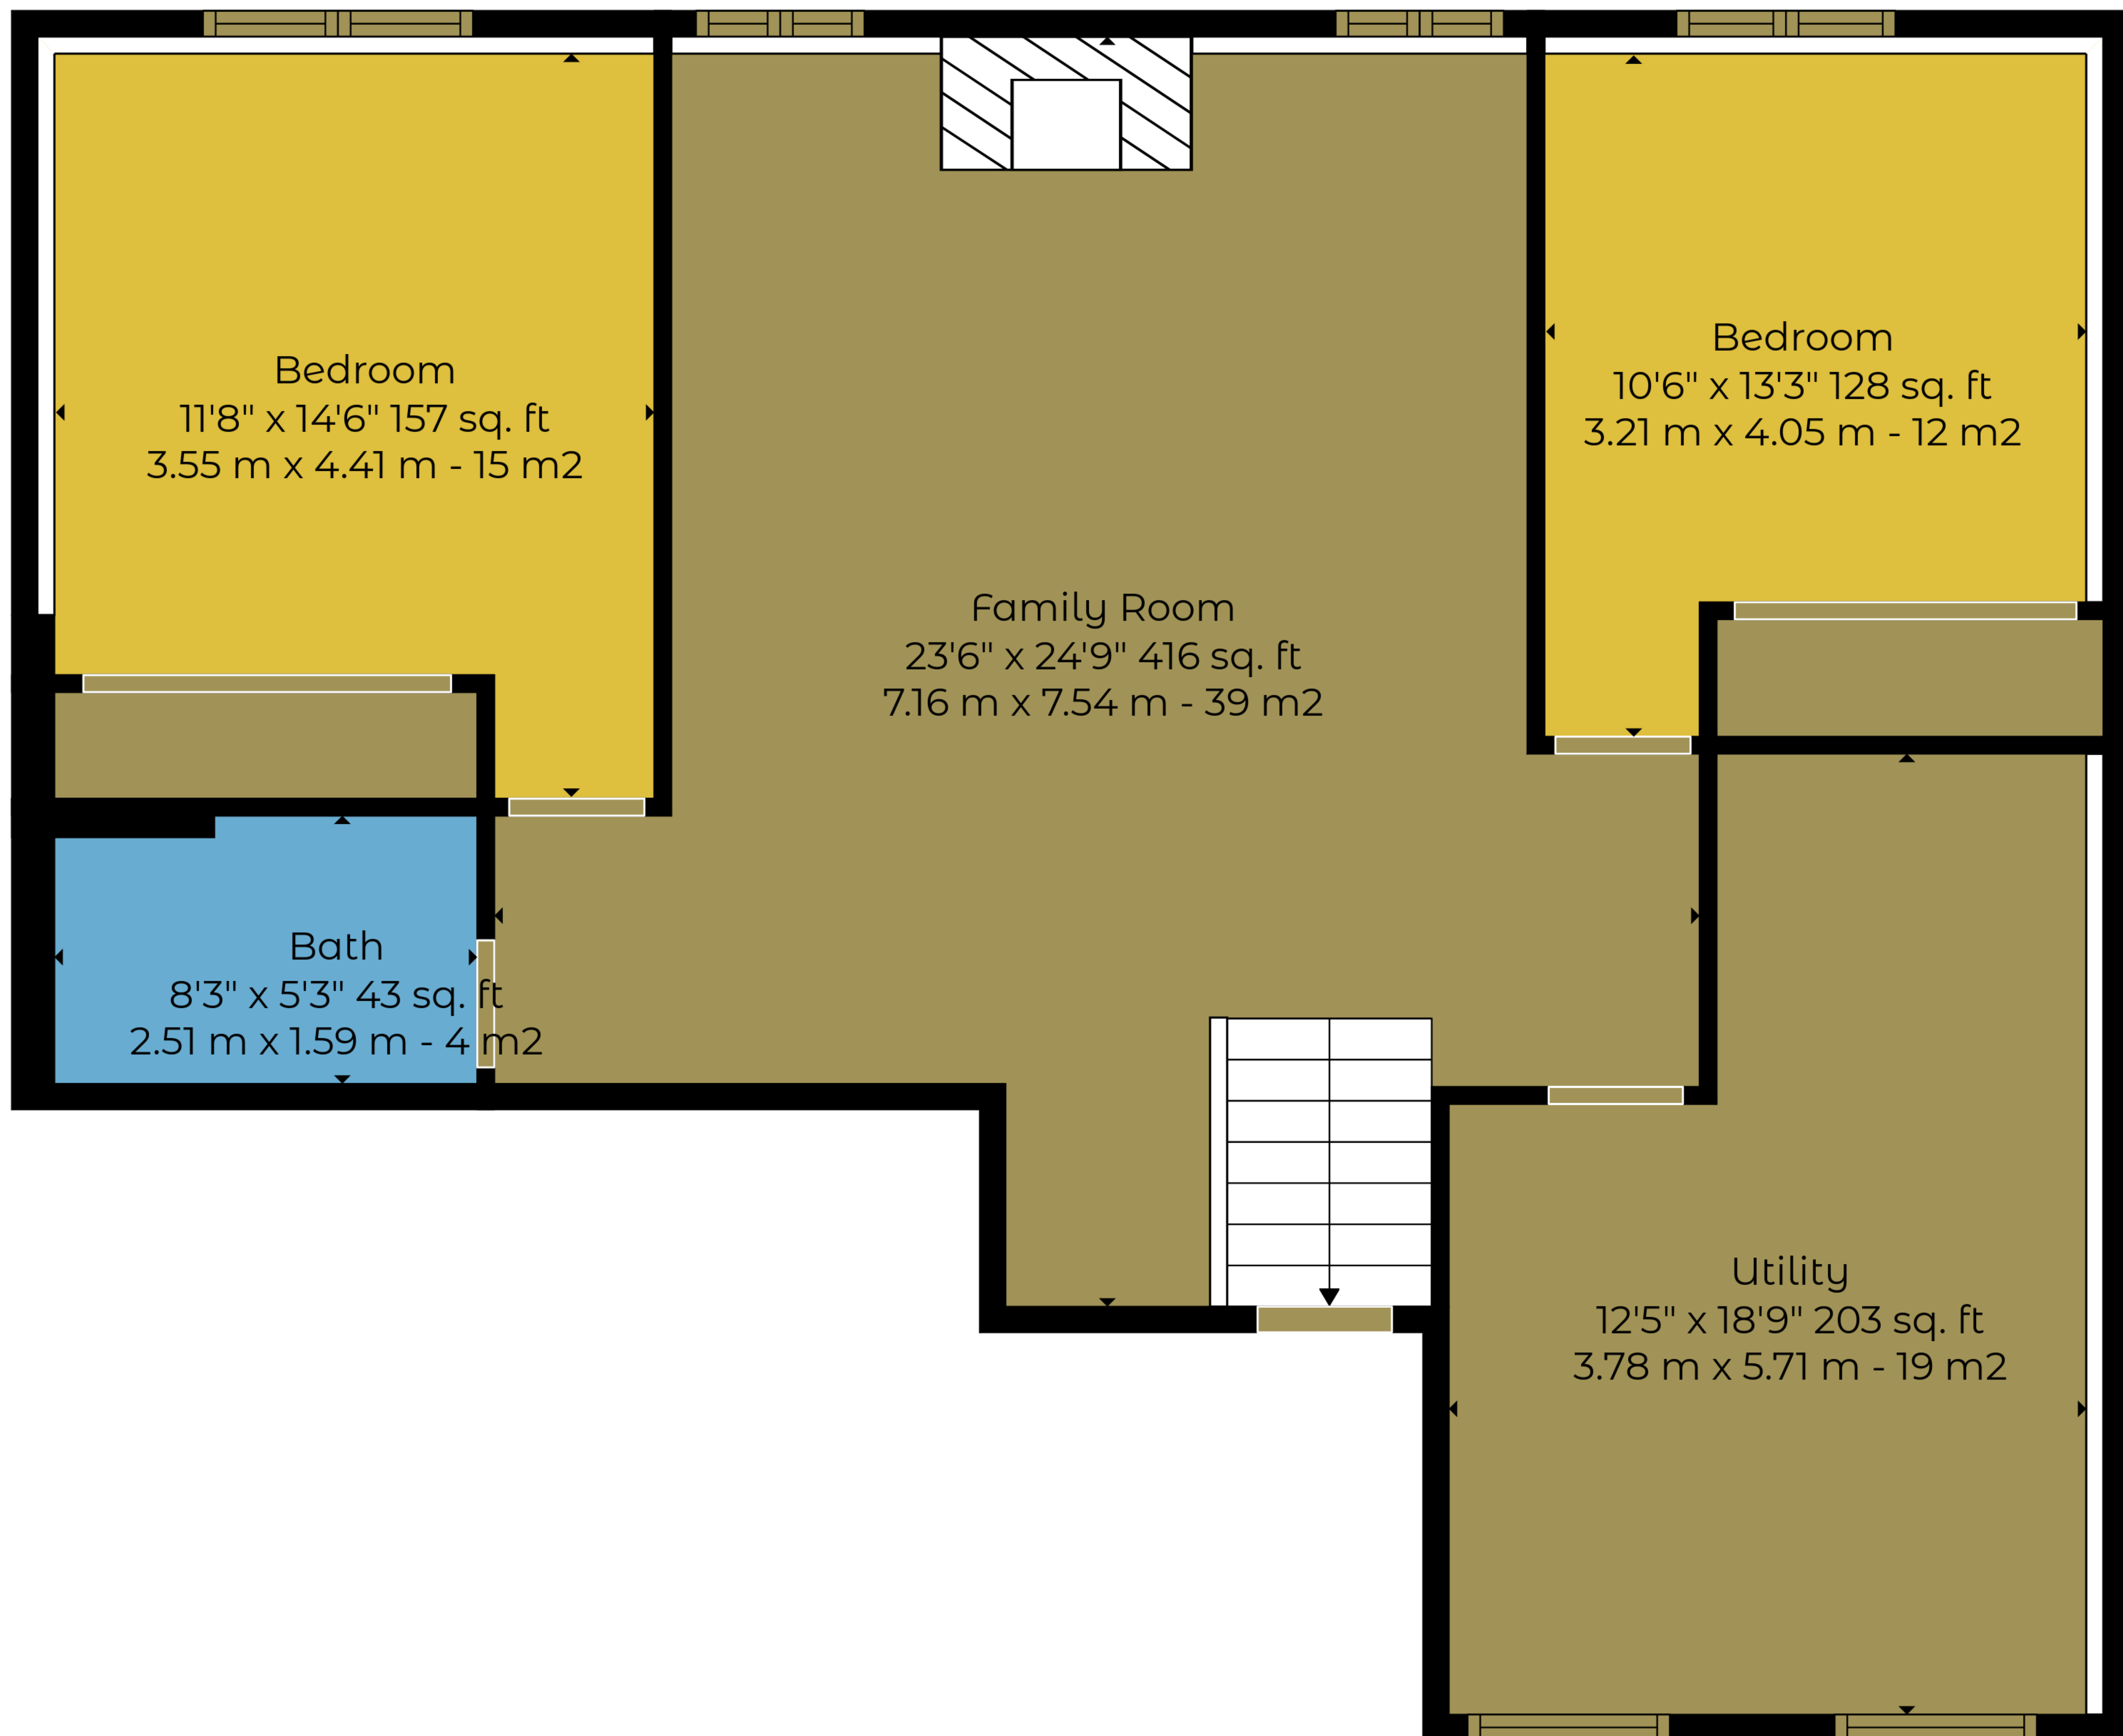 Bedroom
11'8" x 14'6" 157 sq. ft
3.55 m x 4.41 m - 15 m2
Bedroom
10'6" x 13'3" 128 sq. ft
3.21 m x 4.05 m - 12 m2
Family Room
23'6" x 24'9" 416 sq. ft
7.16 m x 7.54 m - 39 m2
Bath
8'3" x 5'3" 43 sq. ft
2.51 m x 1.59 m - 4 m2
Utility
12'5" x 18'9" 203 sq. ft
3.78 m x 5.71 m - 19 m2